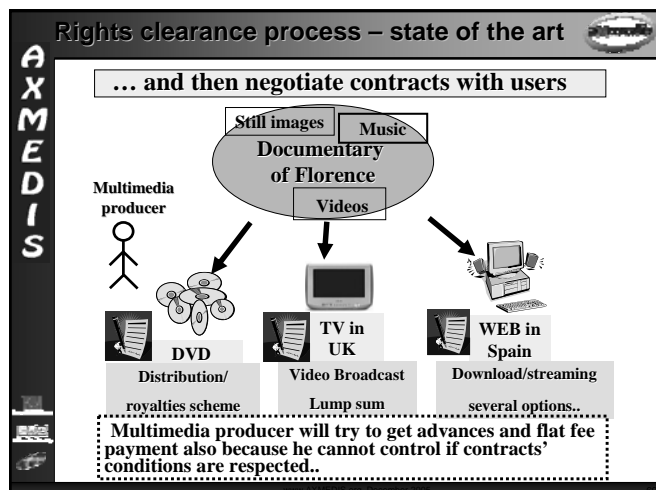 Rights clearance process – state of the art
AXMEDIS
… and then negotiate contracts with users
Still images
Music
Documentary
of Florence
Videos
Multimedia
producer
DVD
TV in
UK
WEB in
Spain
Distribution/
royalties scheme
Video Broadcast
Lump sum
Download/streaming
several options..
Multimedia producer will try to get advances and flat fee
payment also because he cannot control if contracts'
conditions are respected..